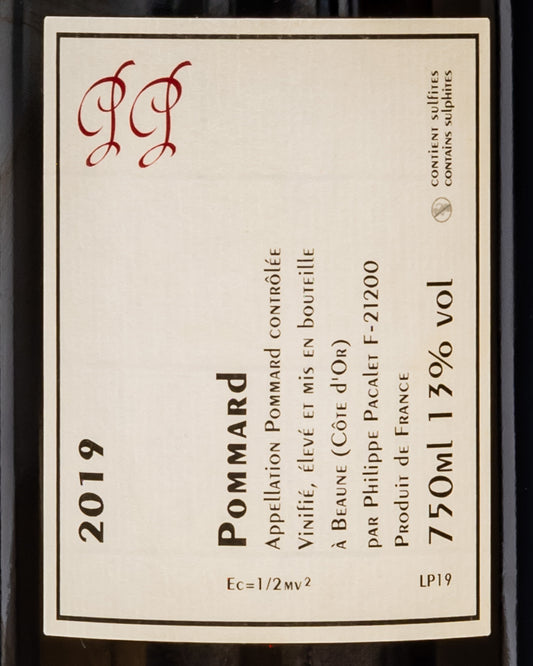 2019
PP
Pommard
Appellation Pommard contrôlée
Vinifié, élevé et mis en bouteille
à Beaune (Côte d'Or)
par Philippe Pacalet F-21200
Produit de France
750ml 13% vol
contient sulfites
contains sulphites
Ec=1/2mv²
LP19